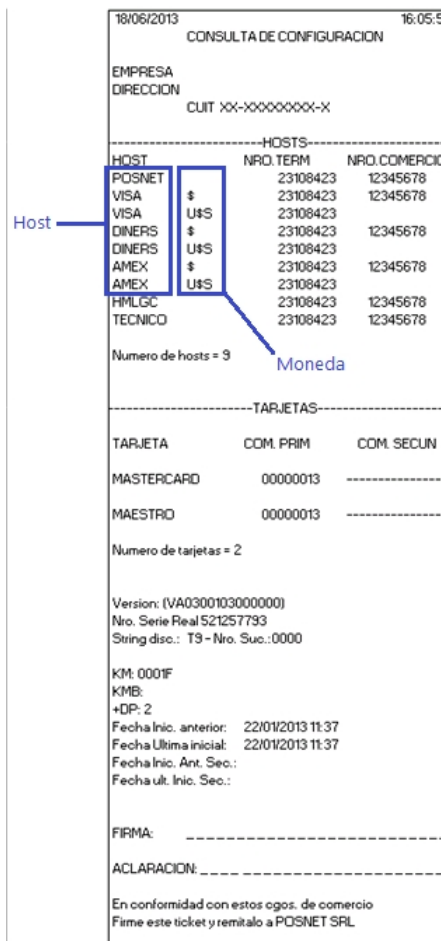 18/06/2013 16:05:5
CONSULTA DE CONFIGURACION
EMPRESA
DIRECCION
CUIT XX-XXXXXXXX-X
--------------------HOSTS--------------------
HOST NRO. TERM NRO.COMERCIO
POSNET 23108423 12345678
VISA $ 23108423 12345678
VISA U$S 23108423
DINERS $ 23108423 12345678
DINERS U$S 23108423
AMEX $ 23108423 12345678
AMEX U$S 23108423
HMLGC 23108423 12345678
TECNICO 23108423 12345678
Host
Moneda
Numero de hosts = 9
--------------------TARJETAS--------------------
TARJETA COM. PRIM COM. SECUN
MASTERCARD 00000013 --------------
MAESTRO 00000013 --------------
Numero de tarjetas = 2
Version: (VA0300103000000)
Nro. Serie Real 521257793
String disc.: T9 - Nro. Suc.:0000
KM: 0001F
KMB:
+DP: 2
Fecha Inic. anterior: 22/01/2013 11:37
Fecha Ultima inicial: 22/01/2013 11:37
Fecha Inic. Ant. Sec.:
Fecha ult. Inic. Sec.:
FIRMA: _ _ _ _ _ _ _ _ _ _ _ _ _ _ _ _ _ _
ACLARACION: _ _ _ _ _ _ _ _ _ _ _ _ _ _ _ _ _
En conformidad con estos ogos. de comercio
Firme este ticket y remitalo a POSNET SRL